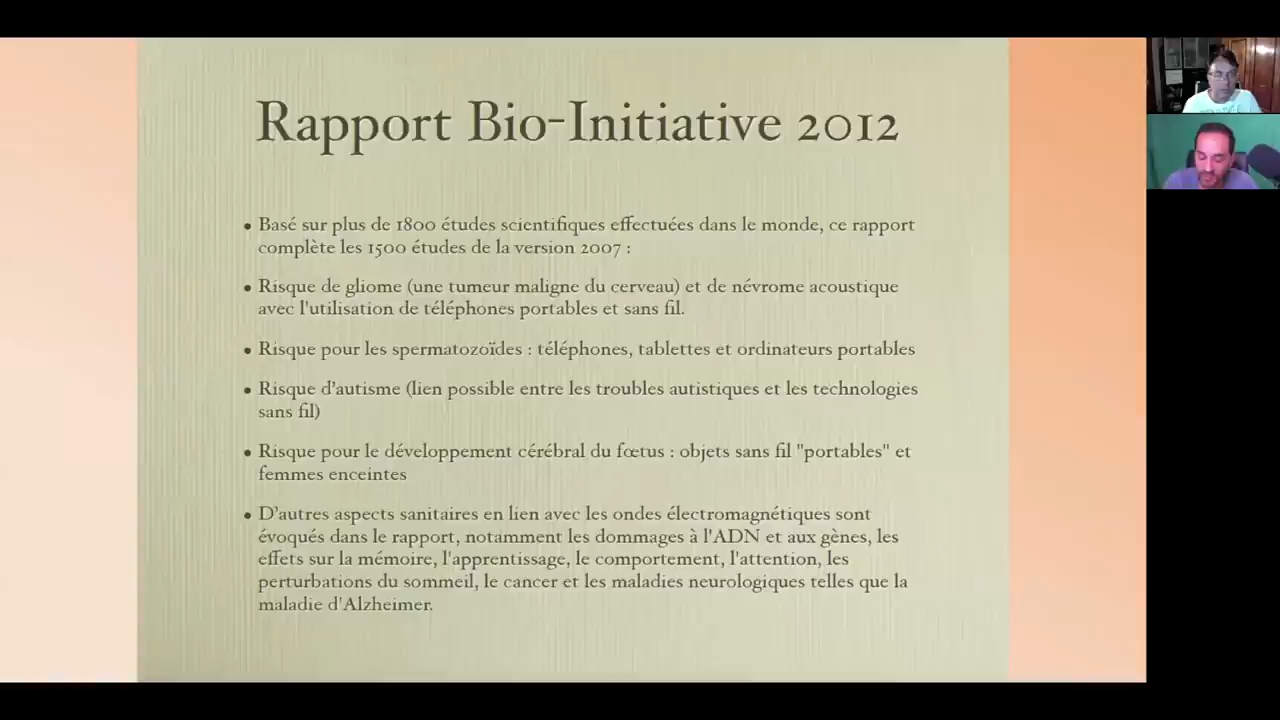 Rapport Bio-Initiative 2012
• Basé sur plus de 1800 études scientifiques effectuées dans le monde, ce rapport
complète les 1500 études de la version 2007 :
• Risque de gliome (une tumeur maligne du cerveau) et de névrome acoustique
avec l'utilisation de téléphones portables et sans fil.
• Risque pour les spermatozoïdes : téléphones, tablettes et ordinateurs portables
• Risque d'autisme (lien possible entre les troubles autistiques et les technologies
sans fil)
• Risque pour le développement cérébral du fœtus : objets sans fil "portables" et
femmes enceintes
• D'autres aspects sanitaires en lien avec les ondes électromagnétiques sont
évoqués dans le rapport, notamment les dommages à l'ADN et aux gènes, les
effets sur la mémoire, l'apprentissage, le comportement, l'attention, les
perturbations du sommeil, le cancer et les maladies neurologiques telles que la
maladie d'Alzheimer.